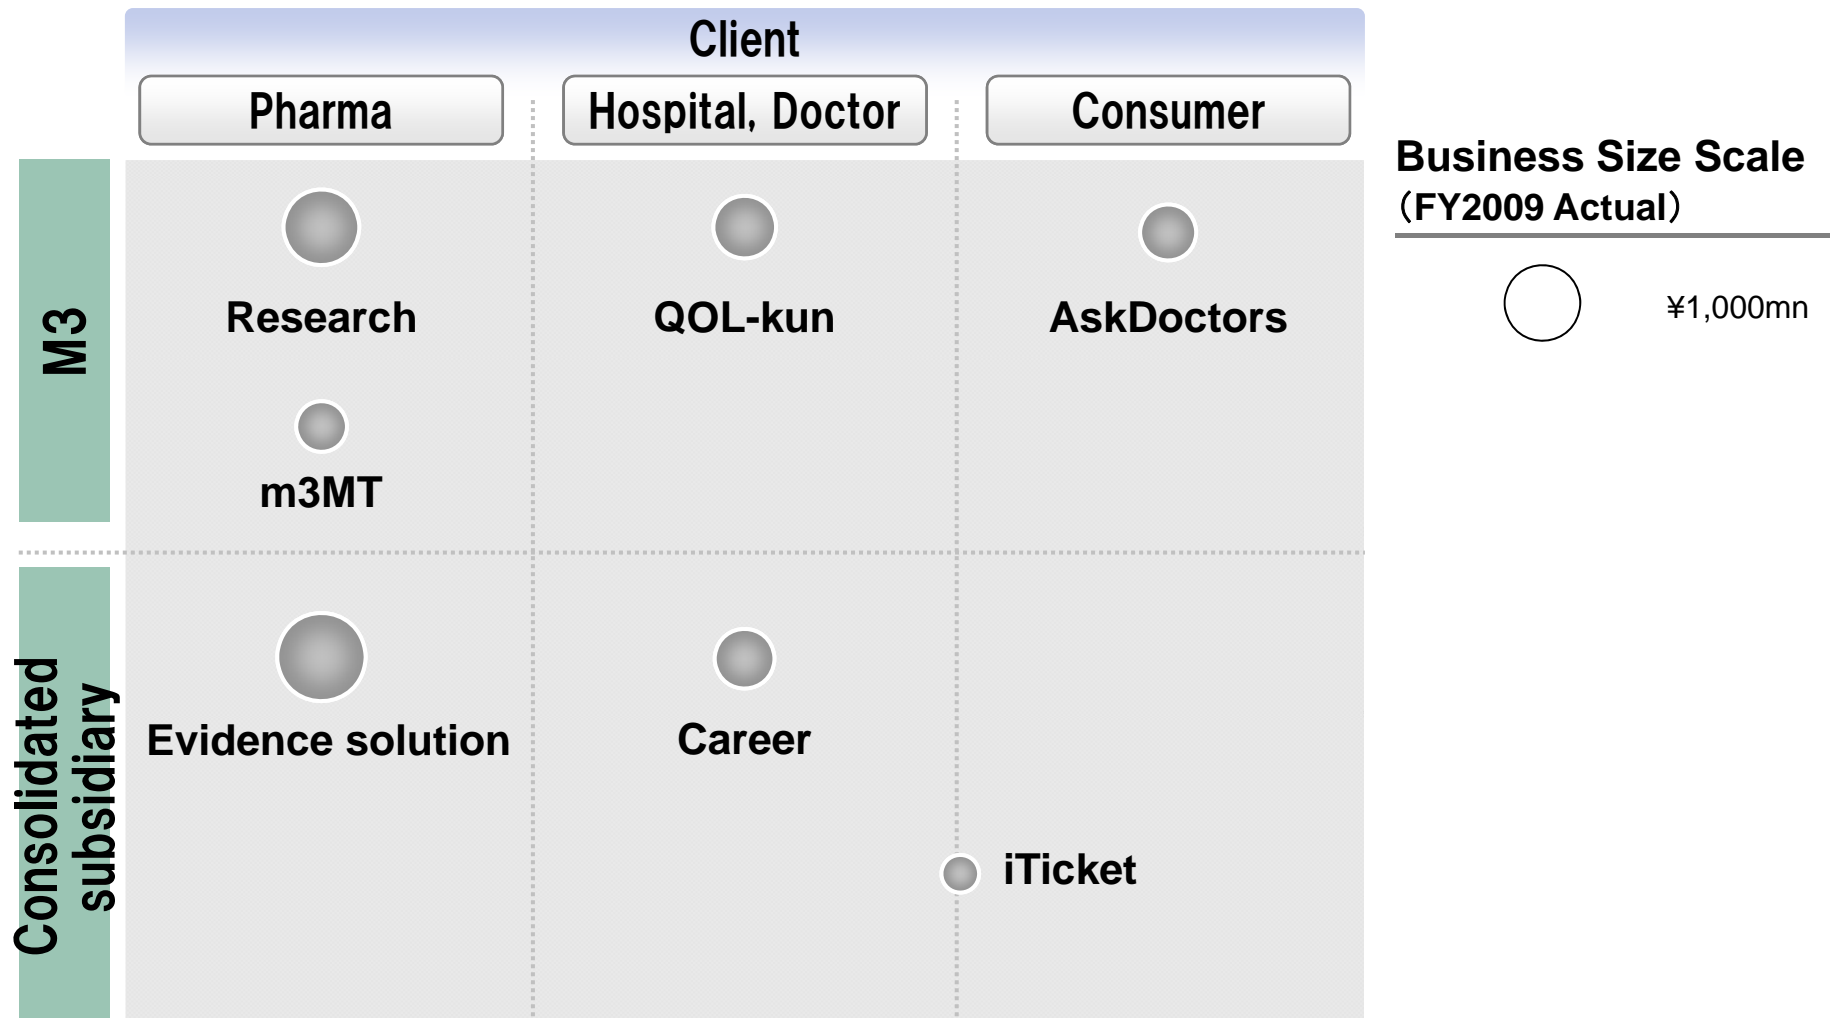 Client
Pharma
Hospital, Doctor
Consumer
Business Size Scale
（FY2009 Actual）
¥1,000mn
M3
Research
QOL-kun
AskDoctors
m3MT
Consolidated
subsidiary
Evidence solution
Career
iTicket